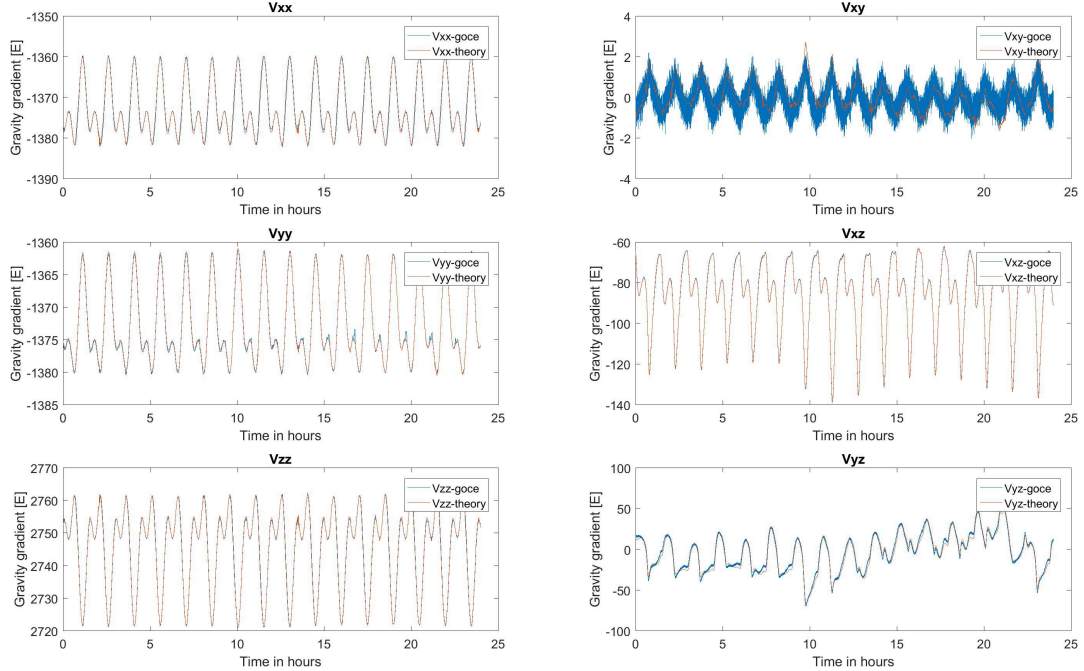 Vxx
Gravity gradient [E]
-1350
-1360
-1370
-1380
-1390
Vxx-goce
Vxx-theory
0 5 10 15 20 25
Time in hours
Vxy
Gravity gradient [E]
4
2
0
-2
-4
Vxy-goce
Vxy-theory
0 5 10 15 20 25
Time in hours
Vyy
Gravity gradient [E]
-1360
-1365
-1370
-1375
-1380
-1385
Vyy-goce
Vyy-theory
0 5 10 15 20 25
Time in hours
Vxz
Gravity gradient [E]
-60
-80
-100
-120
-140
Vxz-goce
Vxz-theory
0 5 10 15 20 25
Time in hours
Vzz
Gravity gradient [E]
2770
2760
2750
2740
2730
2720
Vzz-goce
Vzz-theory
0 5 10 15 20 25
Time in hours
Vyz
Gravity gradient [E]
100
50
0
-50
-100
Vyz-goce
Vyz-theory
0 5 10 15 20 25
Time in hours